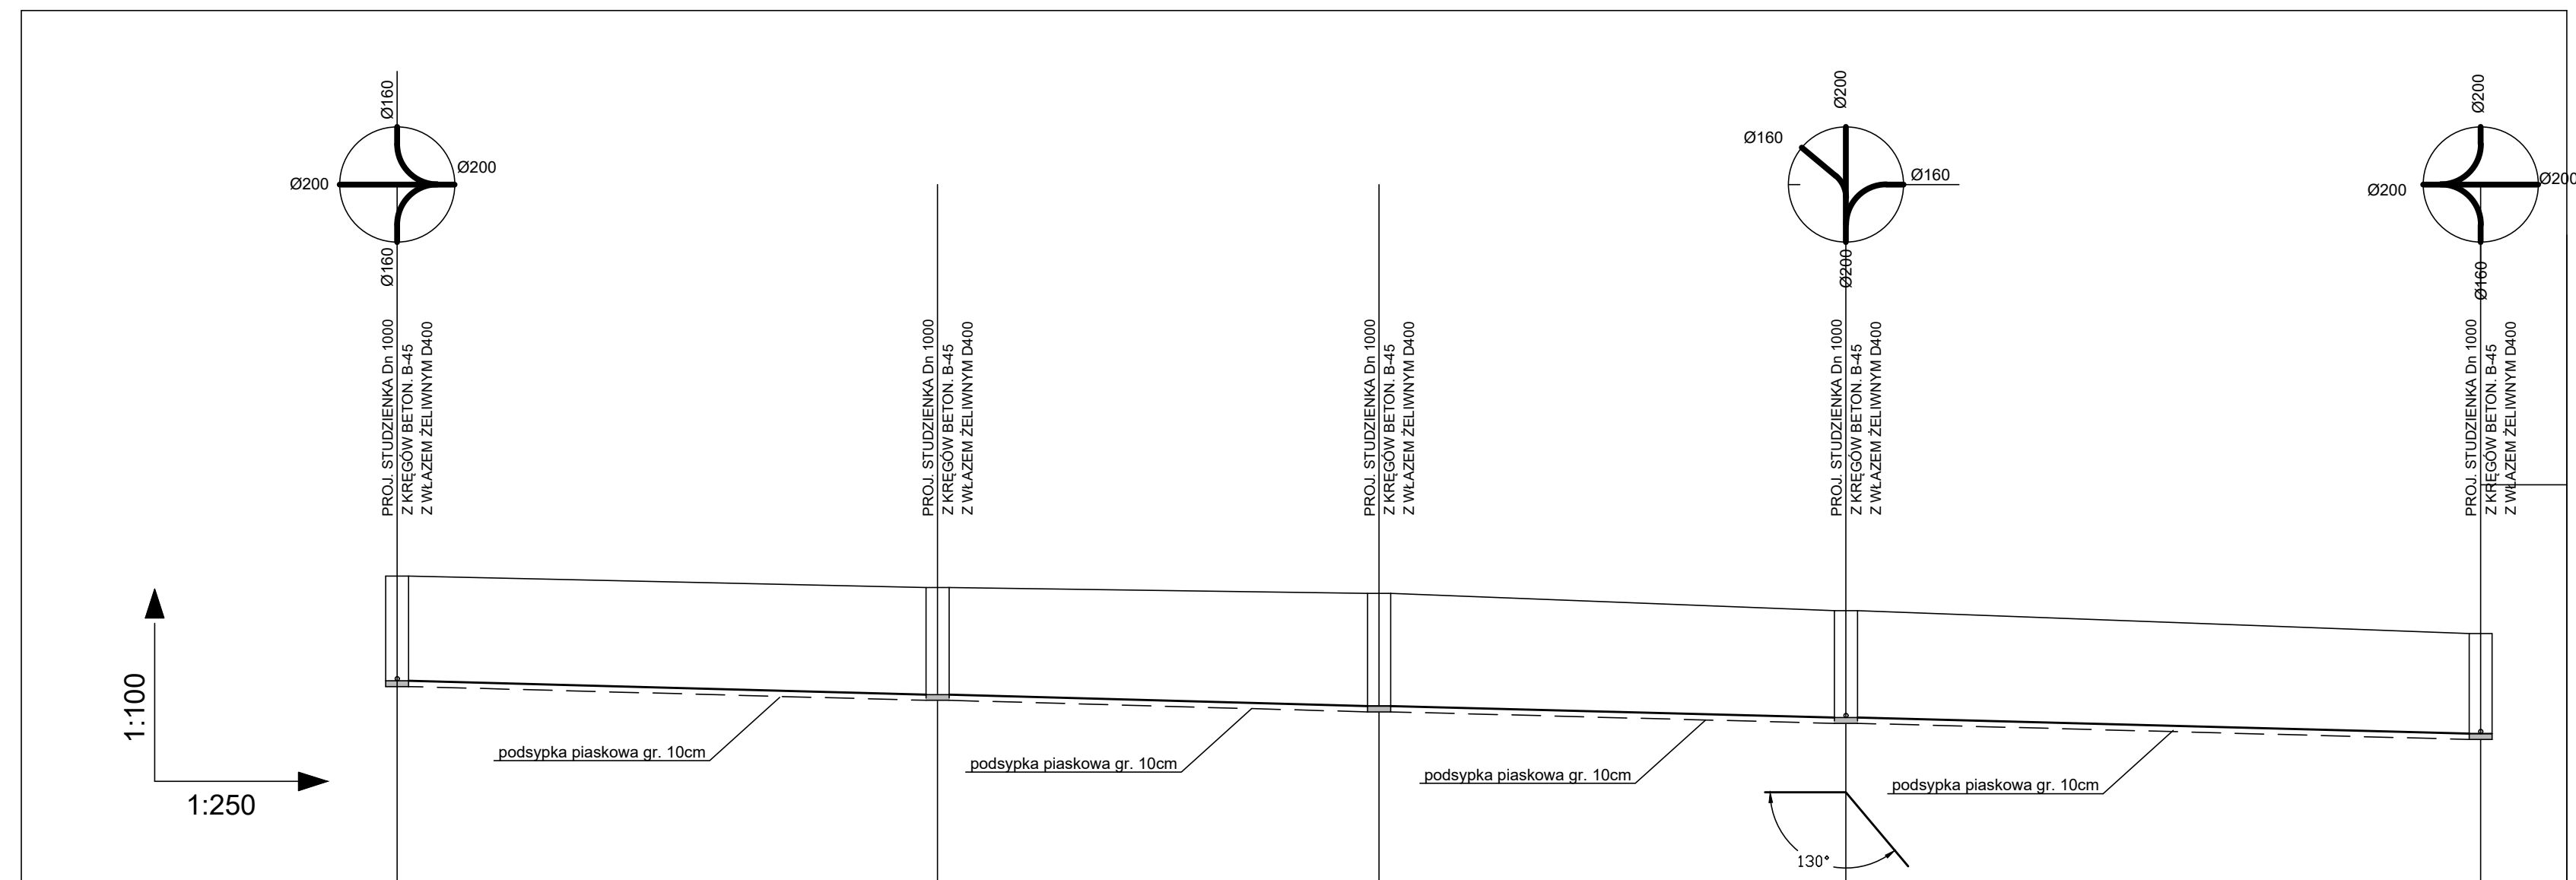 Ø160
Ø200
Ø200
Ø160
Ø200
Ø160
Ø160
Ø200
Ø200
Ø200
Ø200
Ø160
PROJ. STUDZIENKA Dn 1000
Z KRĘGÓW BETON. B-45
Z WŁAZEM ŻELIWNYM D400
PROJ. STUDZIENKA Dn 1000
Z KRĘGÓW BETON. B-45
Z WŁAZEM ŻELIWNYM D400
PROJ. STUDZIENKA Dn 1000
Z KRĘGÓW BETON. B-45
Z WŁAZEM ŻELIWNYM D400
PROJ. STUDZIENKA Dn 1000
Z KRĘGÓW BETON. B-45
Z WŁAZEM ŻELIWNYM D400
PROJ. STUDZIENKA Dn 1000
Z KRĘGÓW BETON. B-45
Z WŁAZEM ŻELIWNYM D400
1:100
1:250
podsypka piaskowa gr. 10cm
podsypka piaskowa gr. 10cm
podsypka piaskowa gr. 10cm
podsypka piaskowa gr. 10cm
130°